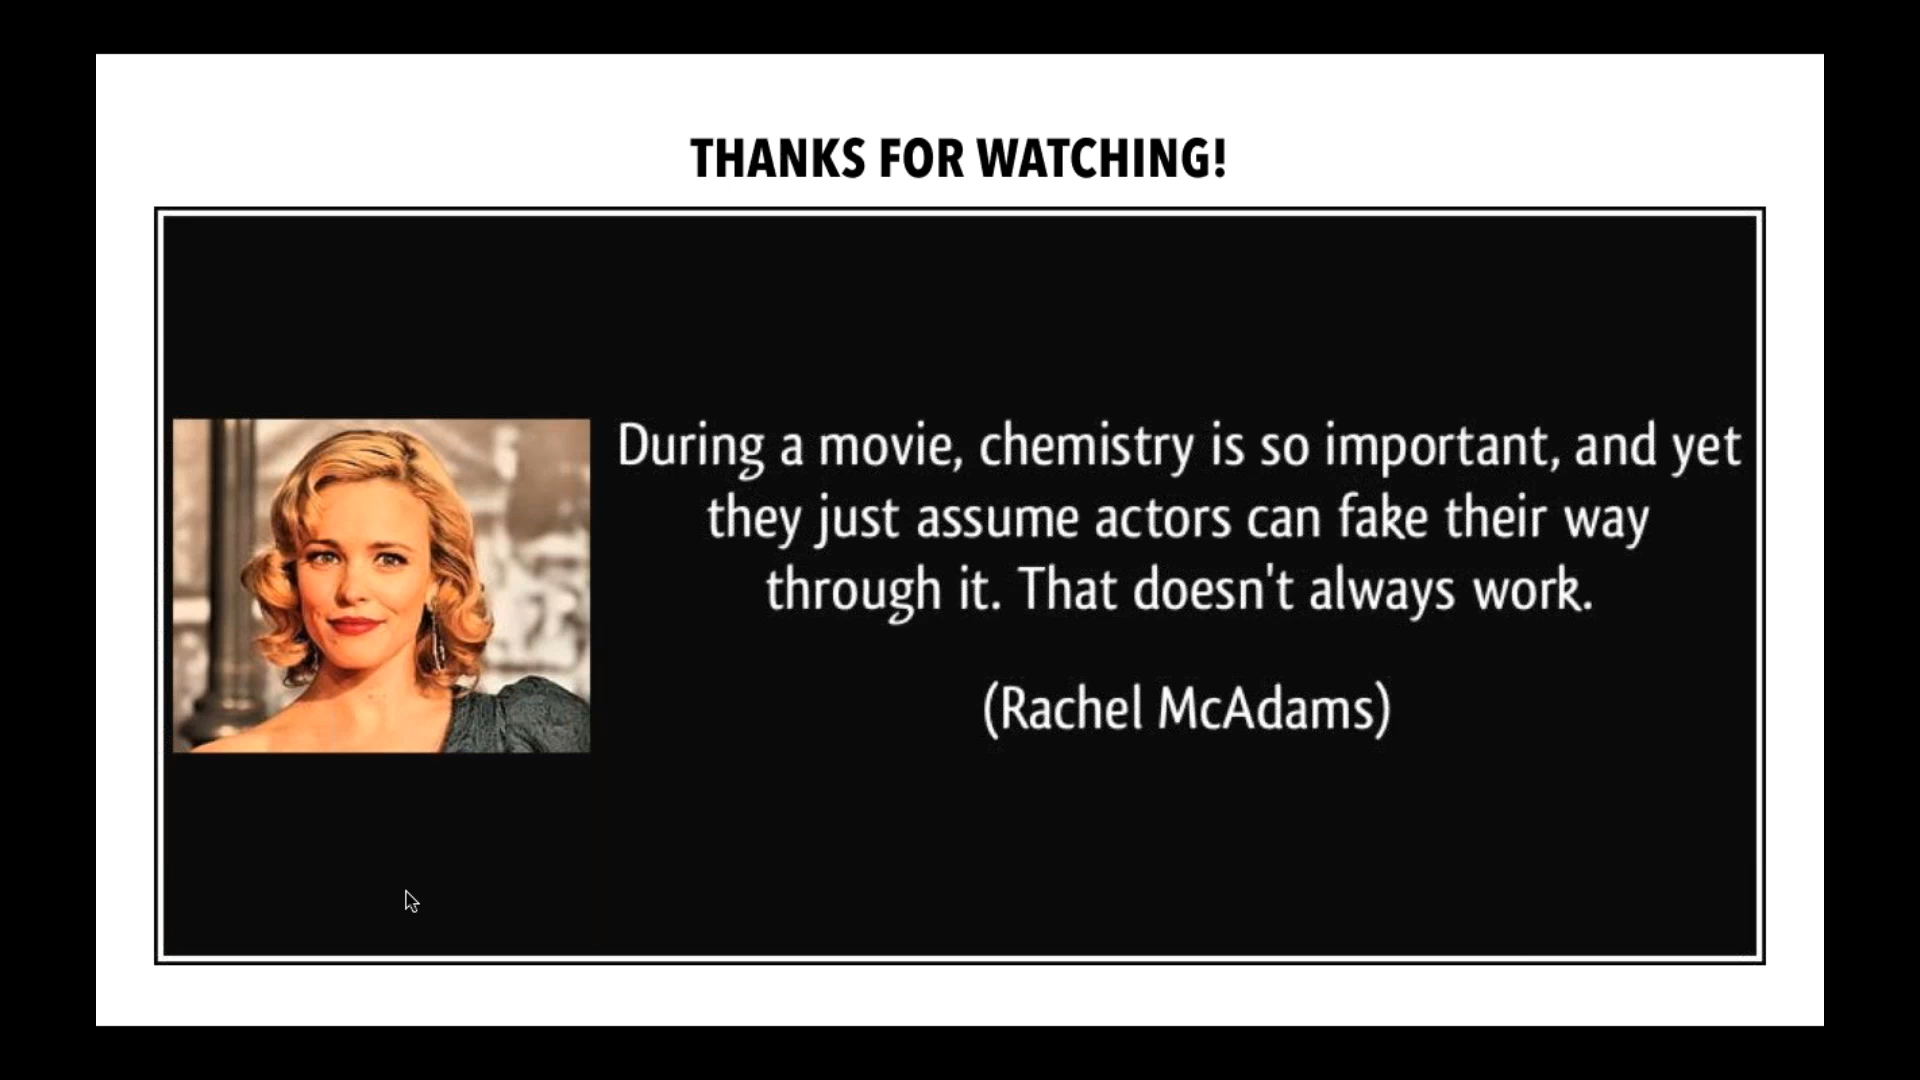 THANKS FOR WATCHING!
During a movie, chemistry is so important, and yet
they just assume actors can fake their way
through it. That doesn't always work.
(Rachel McAdams)